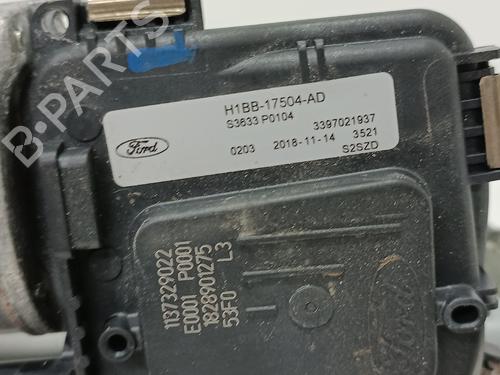 H1BB-17504-AD
S3633 P0104
3397021937
Ford
0203 2018-11-14 3521
S2SZD
1137329022
E0001 P0001
1828901275
53F0 L3
Ford
B-Parts